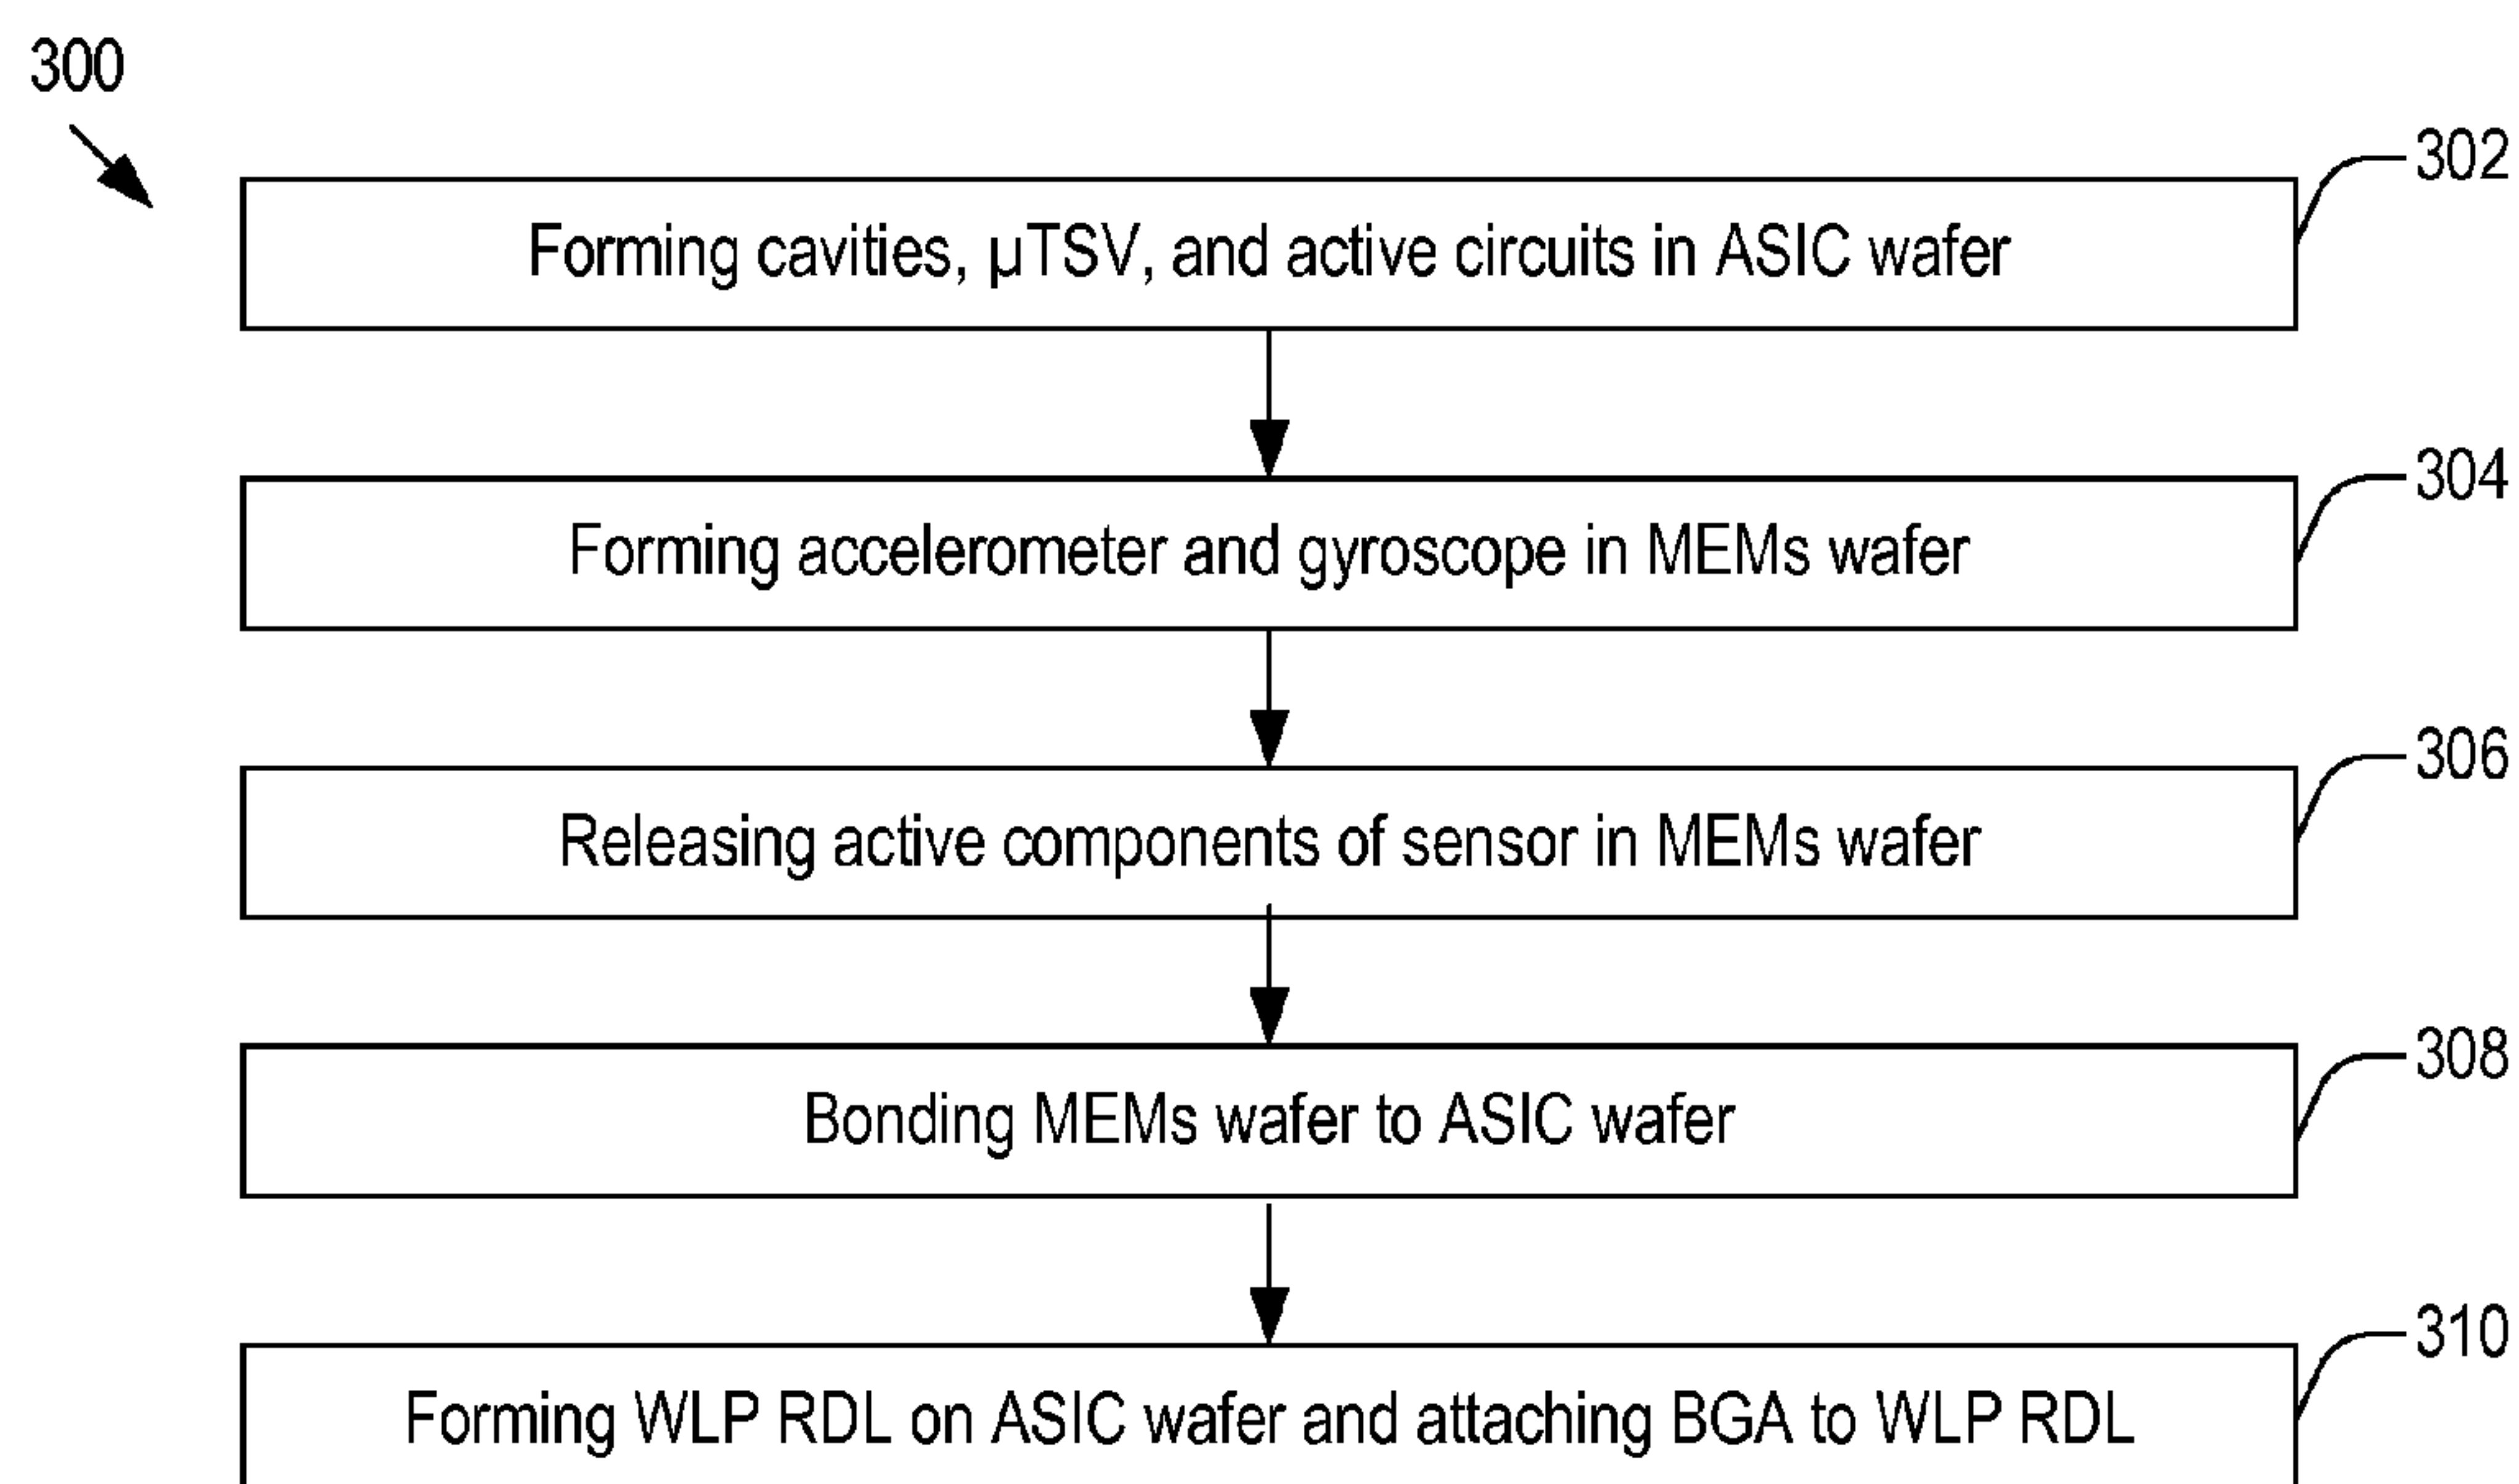 300
302
Forming cavities, µTSV, and active circuits in ASIC wafer
304
Forming accelerometer and gyroscope in MEMs wafer
306
Releasing active components of sensor in MEMs wafer
308
Bonding MEMs wafer to ASIC wafer
310
Forming WLP RDL on ASIC wafer and attaching BGA to WLP RDL